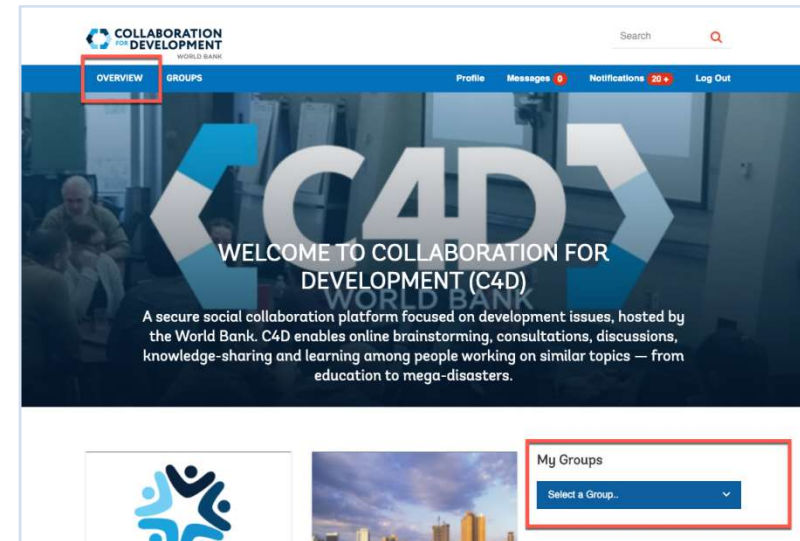 COLLABORATION
FOR DEVELOPMENT
WORLD BANK
Search
OVERVIEW GROUPS Profile Messages 0 Notifications 20 + Log Out
C4D
WORLD BANK
WELCOME TO COLLABORATION FOR
DEVELOPMENT (C4D)
A secure social collaboration platform focused on development issues, hosted by
the World Bank. C4D enables online brainstorming, consultations, discussions,
knowledge-sharing and learning among people working on similar topics — from
education to mega-disasters.
My Groups
Select a Group..